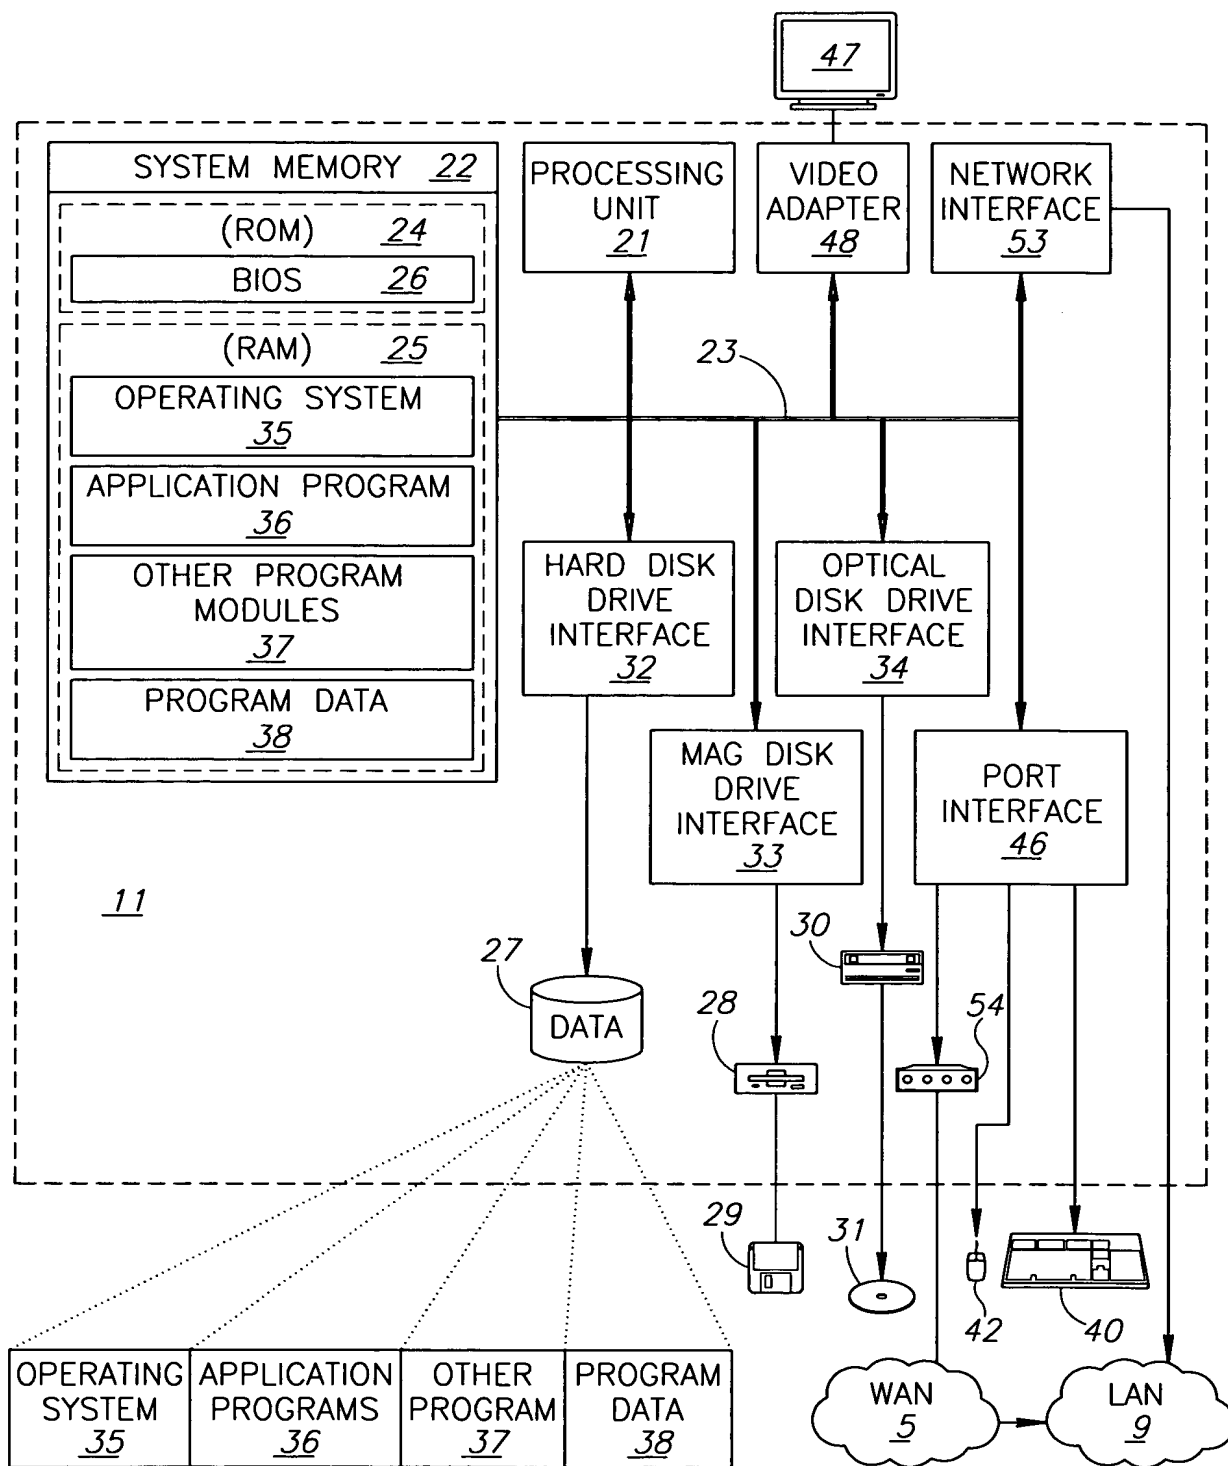 47
SYSTEM MEMORY 22
(ROM) 24
BIOS 26
(RAM) 25
OPERATING SYSTEM
35
APPLICATION PROGRAM
36
OTHER PROGRAM
MODULES
37
PROGRAM DATA
38
PROCESSING
UNIT
21
VIDEO
ADAPTER
48
NETWORK
INTERFACE
53
23
HARD DISK
DRIVE
INTERFACE
32
OPTICAL
DISK DRIVE
INTERFACE
34
MAG DISK
DRIVE
INTERFACE
33
PORT
INTERFACE
46
11
27
DATA
28
30
54
29
31
42
40
OPERATING
SYSTEM
35
APPLICATION
PROGRAMS
36
OTHER
PROGRAM
37
PROGRAM
DATA
38
WAN
5
LAN
9